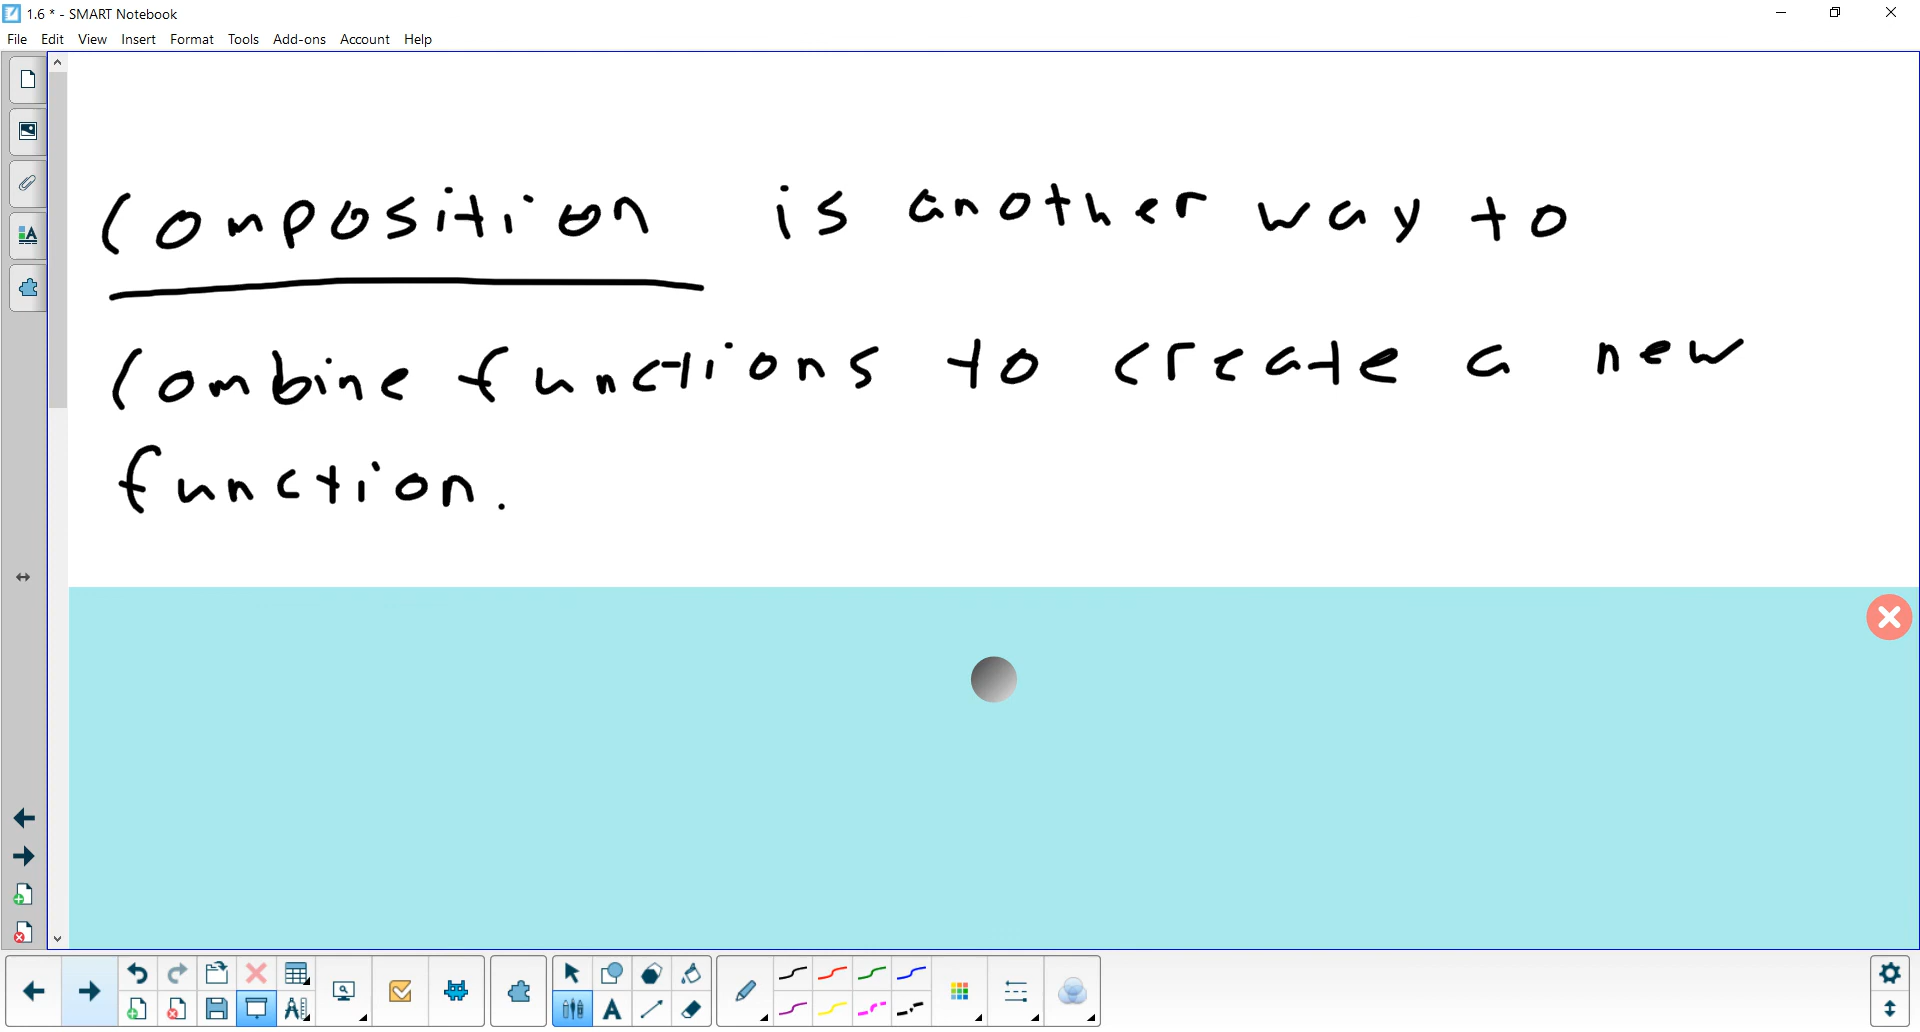 1.6 * - SMART Notebook
File Edit View Insert Format Tools Add-ons Account Help
Composition is another way to
combine functions to create a new
function.